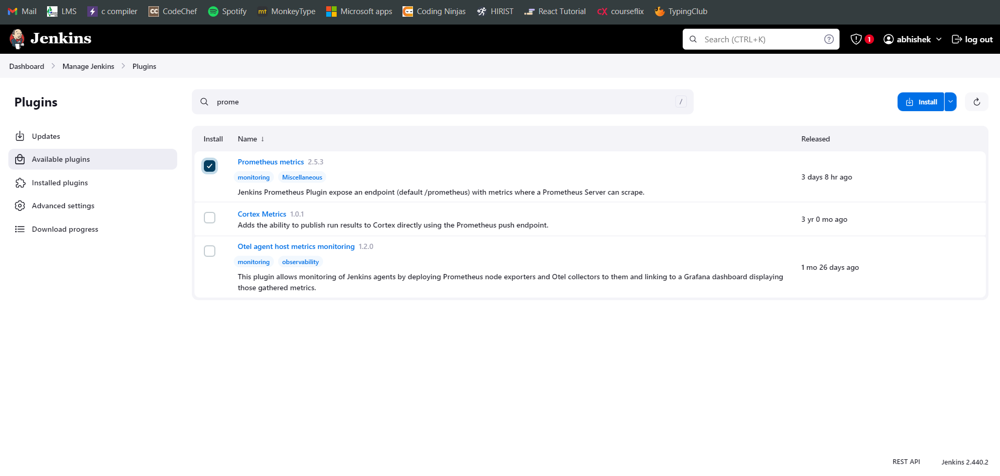 Mail LMS c compiler CodeChef Spotify mt MonkeyType Microsoft apps Coding Ninjas HIRIST React Tutorial CX courseflix TypingClub
Jenkins Search (CTRL+K) ? 1 abhishek log out
Dashboard Manage Jenkins Plugins
Plugins
prome /
Install
Updates
Available plugins
Installed plugins
Advanced settings
Download progress
Install Name ↓ Released
Prometheus metrics 2.5.3
monitoring Miscellaneous
Jenkins Prometheus Plugin expose an endpoint (default /prometheus) with metrics where a Prometheus Server can scrape.
3 days 8 hr ago
Cortex Metrics 1.0.1
Adds the ability to publish run results to Cortex directly using the Prometheus push endpoint.
3 yr 0 mo ago
Otel agent host metrics monitoring 1.2.0
monitoring observability
This plugin allows monitoring of Jenkins agents by deploying Prometheus node exporters and Otel collectors to them and linking to a Grafana dashboard displaying
those gathered metrics.
1 mo 26 days ago
REST API Jenkins 2.440.2